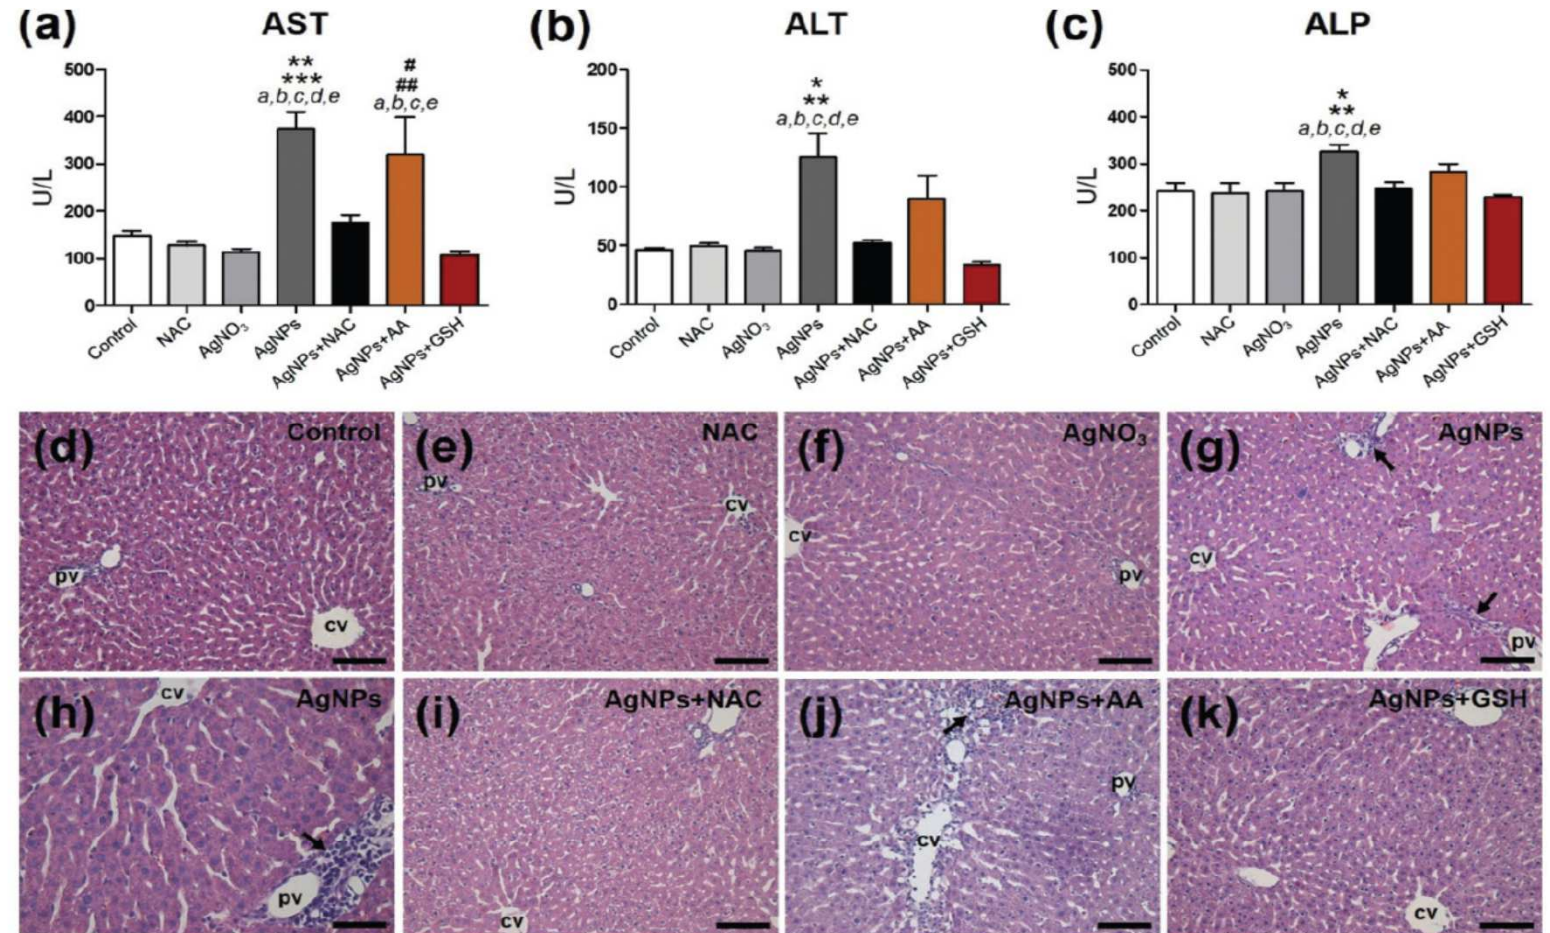 (a) AST
(b) ALT
(c) ALP
U/L
500
400
300
200
100
0
**
***
a,b,c,d,e
#
##
a,b,c,e
Control
NAC
AgNO₃
AgNPs
AgNPs+NAC
AgNPs+AA
AgNPs+GSH
U/L
200
150
100
50
0
*
**
a,b,c,d,e
Control
NAC
AgNO₃
AgNPs
AgNPs+NAC
AgNPs+AA
AgNPs+GSH
U/L
500
400
300
200
100
0
*
**
a,b,c,d,e
Control
NAC
AgNO₃
AgNPs
AgNPs+NAC
AgNPs+AA
AgNPs+GSH
(d) Control
pv
cv
(e) NAC
pv
cv
(f) AgNO₃
cv
pv
(g) AgNPs
cv
pv
(h) AgNPs
cv
pv
(i) AgNPs+NAC
cv
(j) AgNPs+AA
pv
cv
(k) AgNPs+GSH
cv